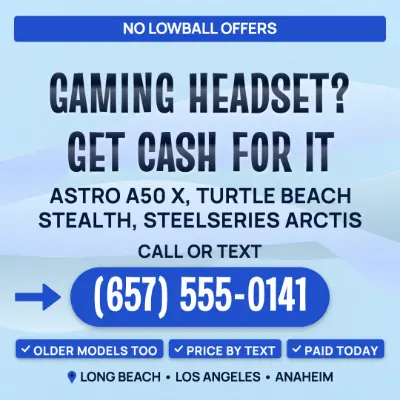 NO LOWBALL OFFERS
GAMING HEADSET?
GET CASH FOR IT
ASTRO A50 X, TURTLE BEACH
STEALTH, STEELSERIES ARCTIS
CALL OR TEXT
(657) 555-0141
OLDER MODELS TOO
PRICE BY TEXT
PAID TODAY
LONG BEACH • LOS ANGELES • ANAHEIM